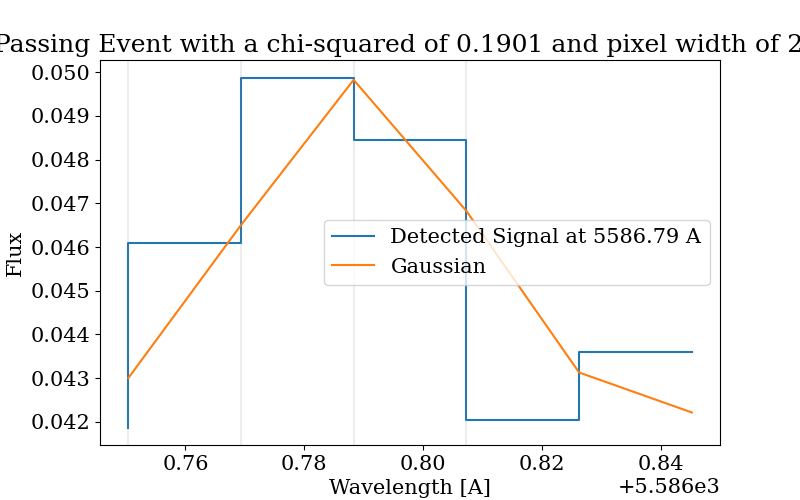 Passing Event with a chi-squared of 0.1901 and pixel width of 2
0.050
0.049
0.048
0.047
0.046
0.045
0.044
0.043
0.042
Flux
Detected Signal at 5586.79 A
Gaussian
0.76 0.78 0.80 0.82 0.84
+5.586e3
Wavelength [A]